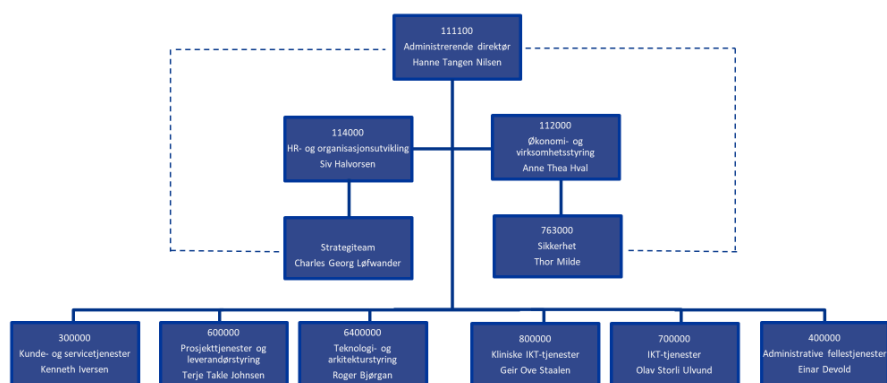 111100
Administrerende direktør
Hanne Tangen Nilsen
114000
HR- og organisasjonsutvikling
Siv Halvorsen
112000
Økonomi- og
virksomhetsstyring
Anne Thea Hval
Strategiteam
Charles Georg Løfwander
763000
Sikkerhet
Thor Milde
300000
Kunde- og servicetjenester
Kenneth Iversen
600000
Prosjekttjenester og
leverandørstyring
Terje Takle Johnsen
6400000
Teknologi- og
arkitekturstyring
Roger Bjørgan
800000
Kliniske IKT-tjenester
Geir Ove Staalen
700000
IKT-tjenester
Olav Storli Ulvund
400000
Administrative fellestjenester
Einar Devold